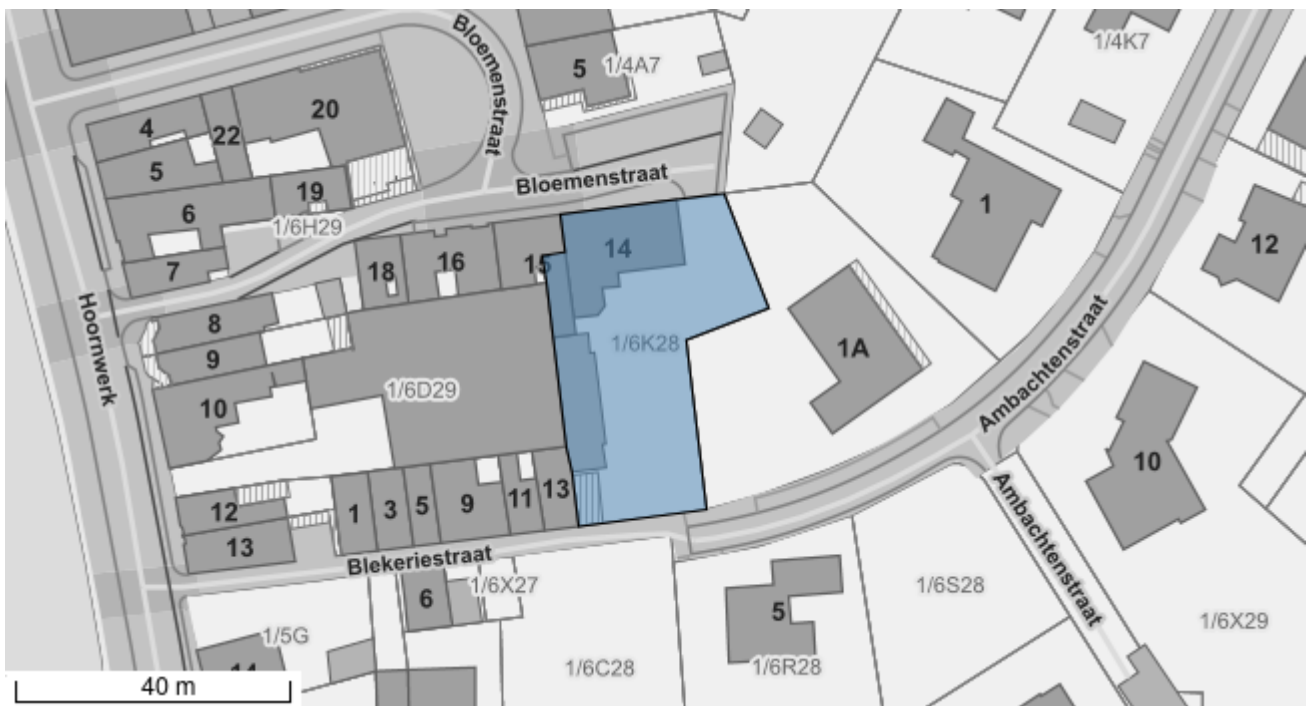 Bloemenstraat
5
1/4A7
1/4K7
4
22
20
5
19
6
1/6H29
7
Bloemenstraat
1
12
14
18
16
15
8
9
Hoornwerk
10
1/6D29
1/6K28
1A
Ambachtenstraat
10
12
13
1
3
5
9
11
13
Blekeriestraat
Ambachtenstraat
6
1/6X27
1/5G
14
1/6C28
5
1/6R28
1/6S28
1/6X29
40 m